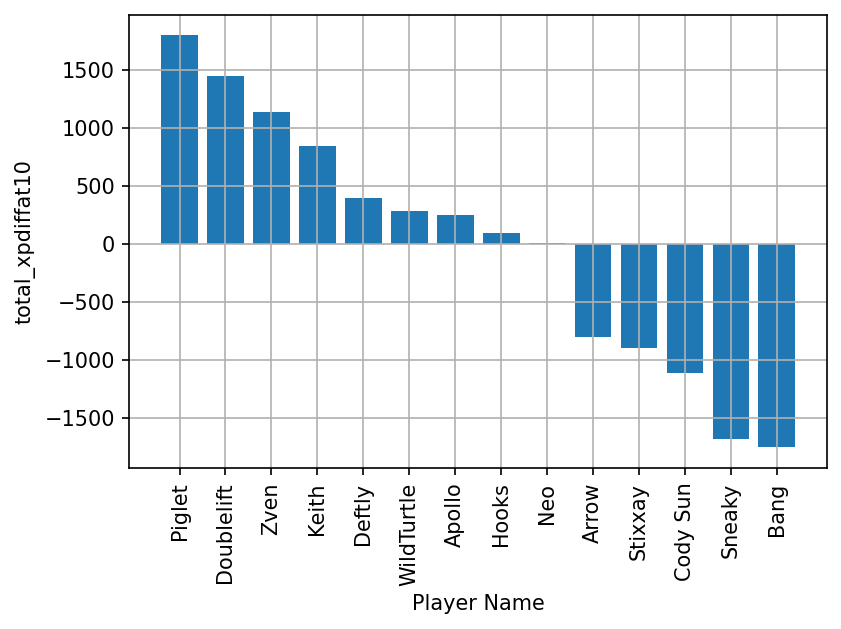 total_xpdiffat10
1500
1000
500
0
−500
−1000
−1500
Piglet
Doublelift
Zven
Keith
Deftly
WildTurtle
Apollo
Hooks
Neo
Arrow
Stixxay
Cody Sun
Sneaky
Bang
Player Name